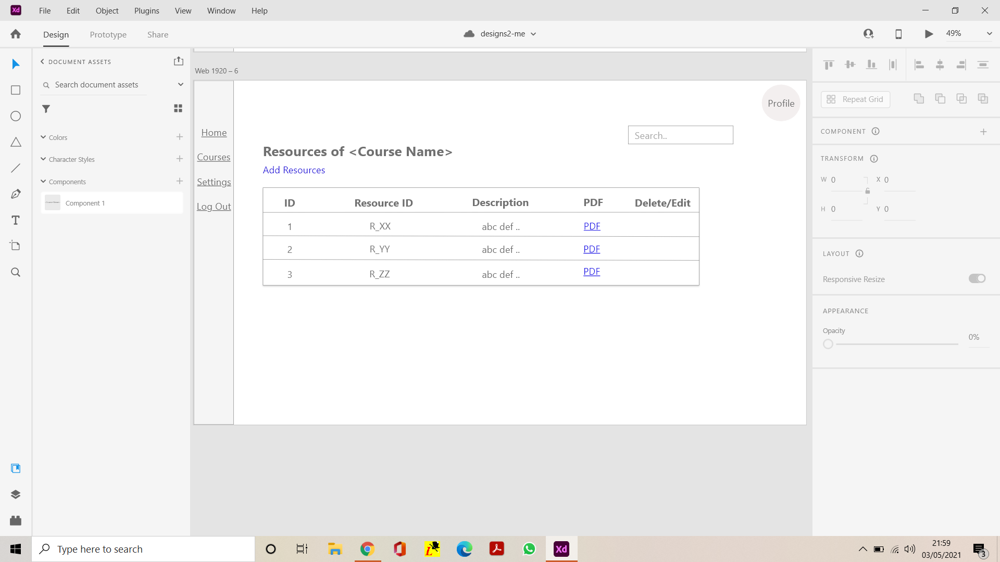 Xd File Edit Object Plugins View Window Help
Design Prototype Share designs2-me 49%
DOCUMENT ASSETS
Search document assets
Colors
Character Styles
Components
Component 1
Web 1920 – 6
Profile
Home
Courses
Settings
Log Out
Search..
Resources of <Course Name>
Add Resources
ID Resource ID Description PDF Delete/Edit
1 R_XX abc def .. PDF
2 R_YY abc def .. PDF
3 R_ZZ abc def .. PDF
Repeat Grid
COMPONENT
TRANSFORM
W 0 X 0
H 0 Y 0
LAYOUT
Responsive Resize
APPEARANCE
Opacity
0%
Type here to search
L
Xd
21:59
03/05/2021
3